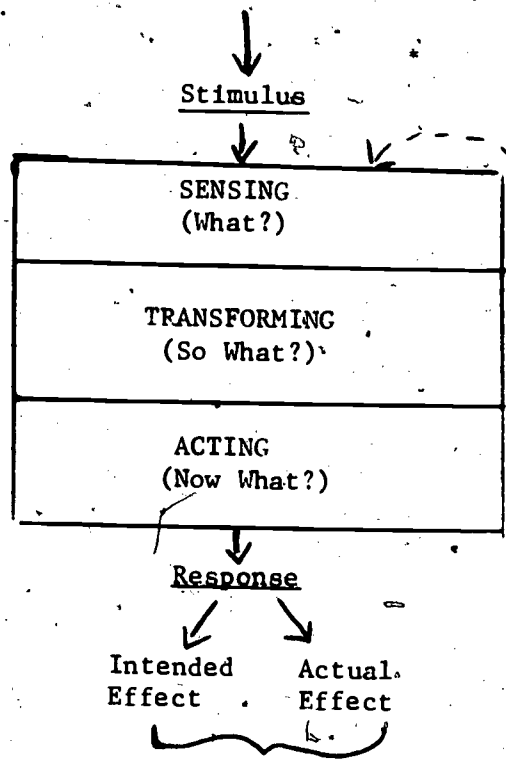 Stimulus
SENSING
(What?)
TRANSFORMING
(So What?)
ACTING
(Now What?)
Response
Intended Actual
Effect Effect